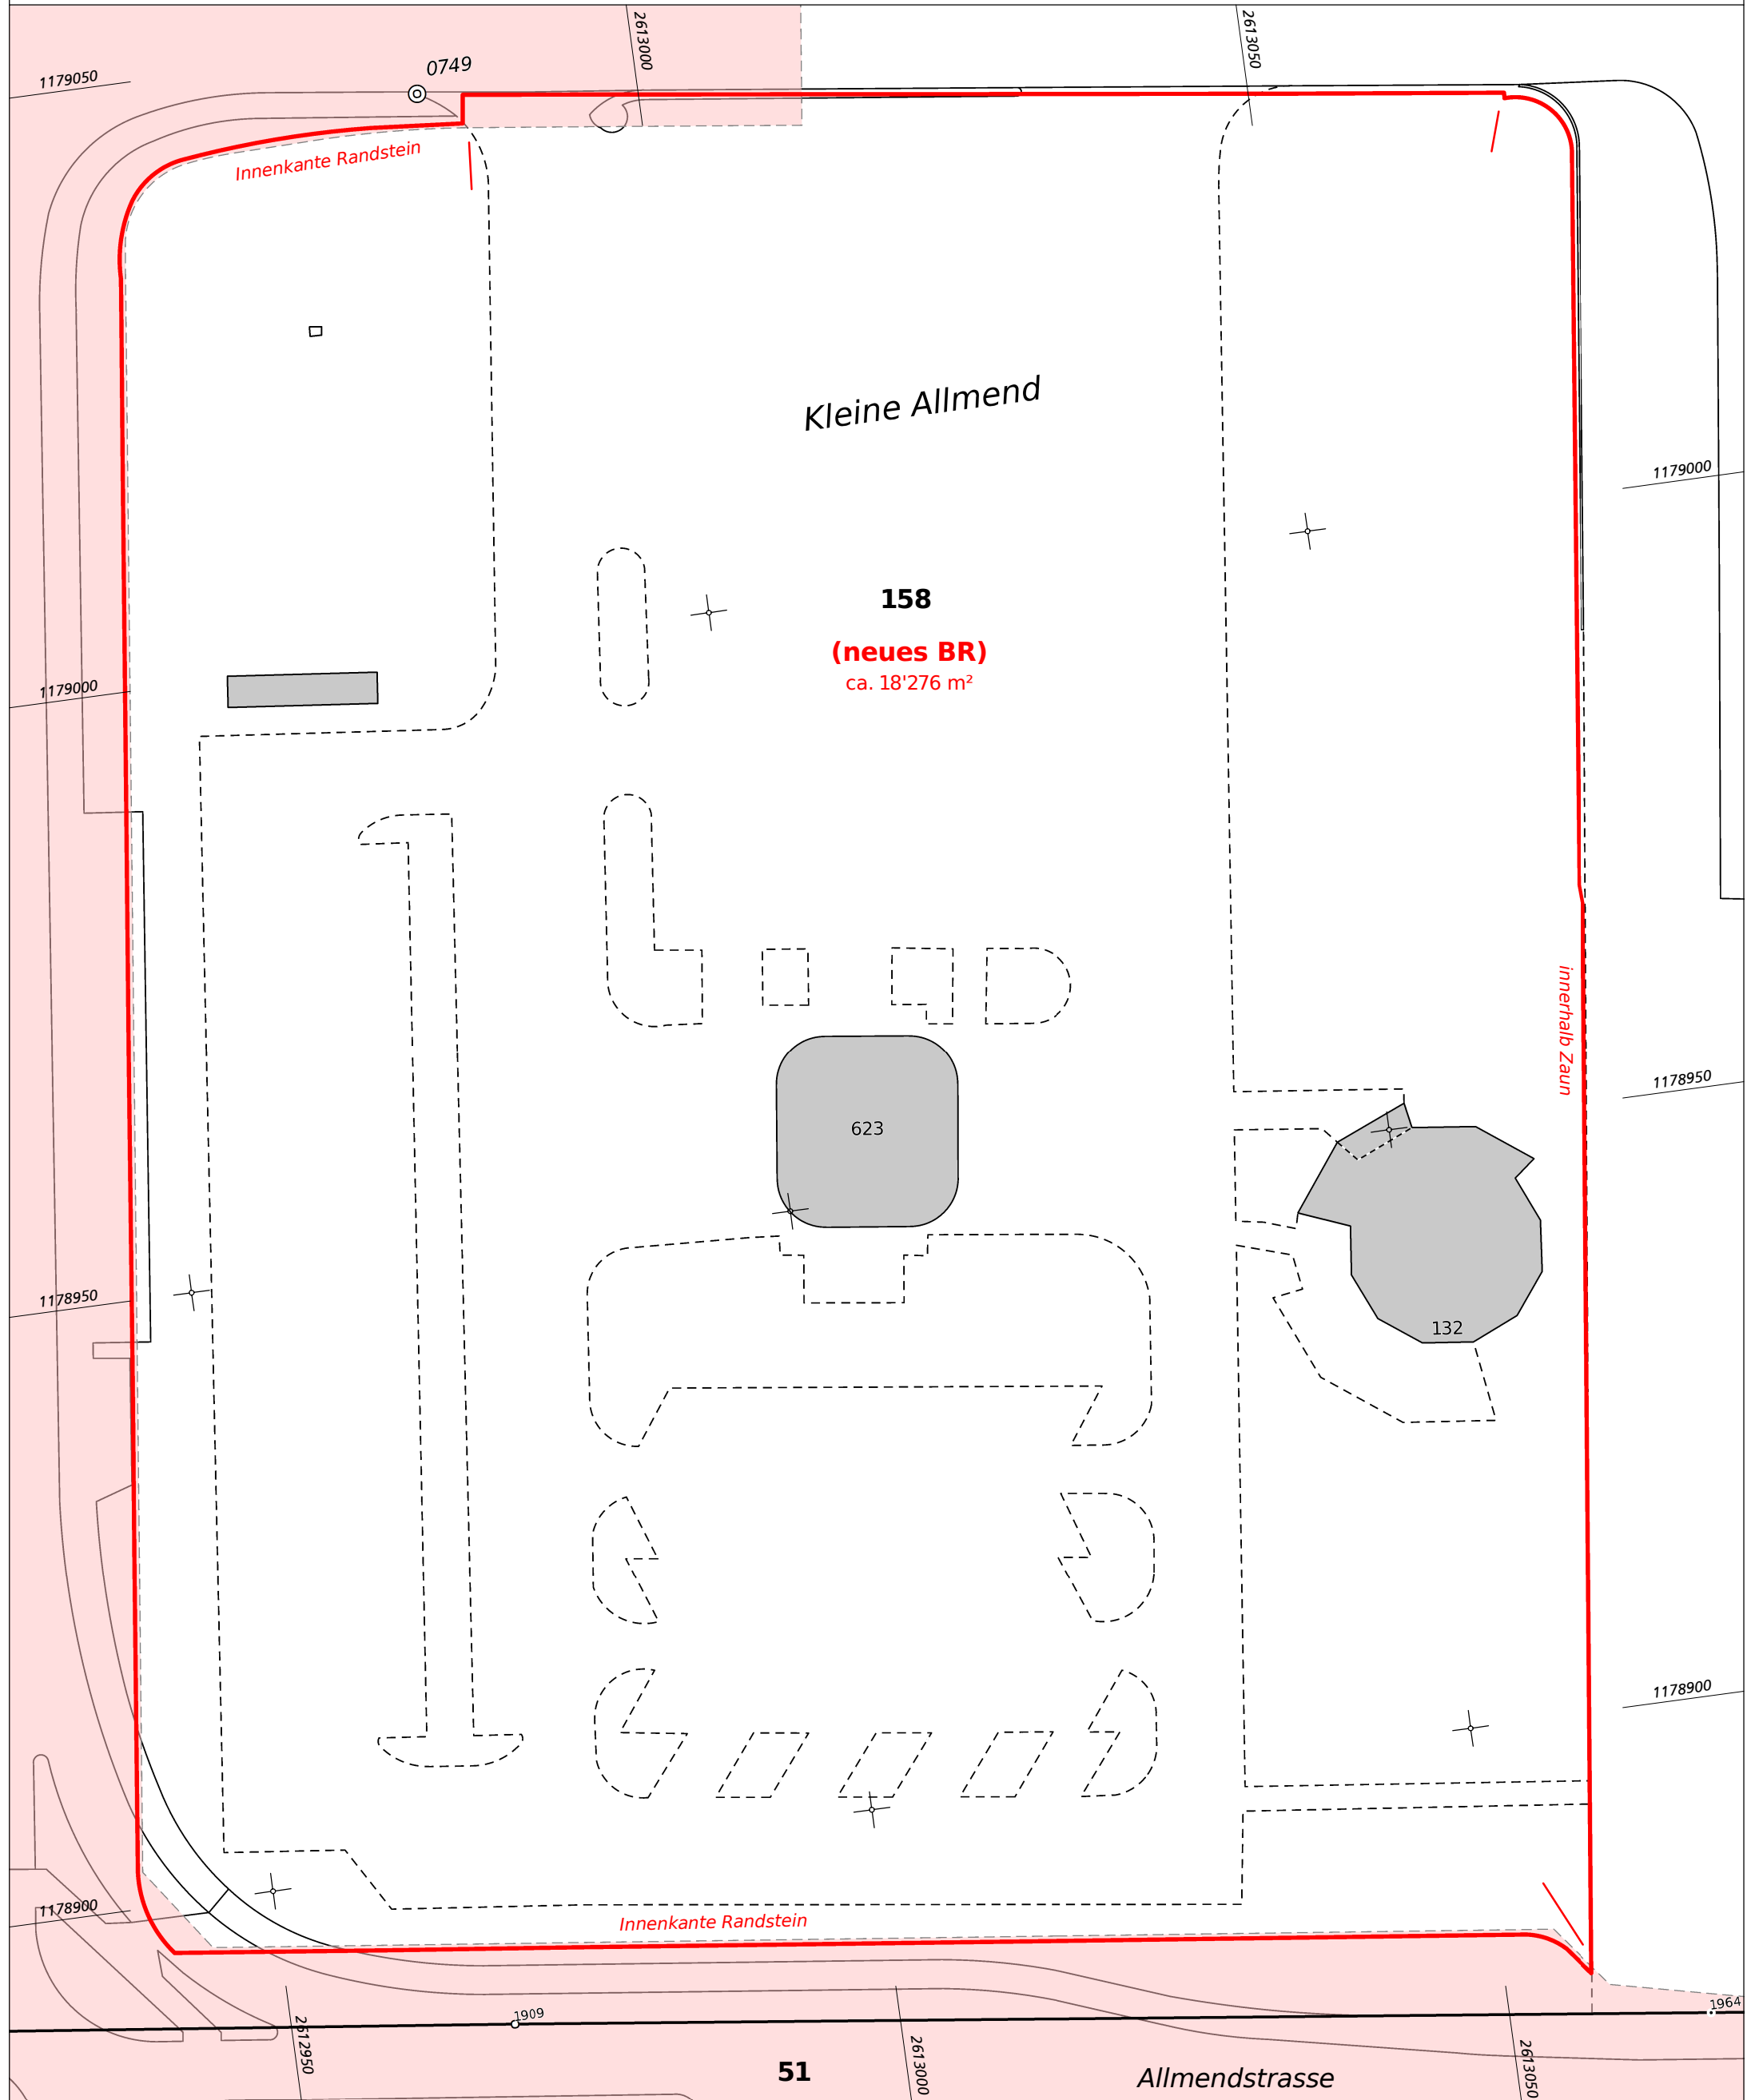 2613000
2613050
1179050
0749
Innenkante Randstein
Kleine Allmend
1179000
158
(neues BR)
ca. 18'276 m²
1179000
innerhalb Zaun
1178950
623
1178950
132
1178900
1178900
Innenkante Randstein
1909
1964
2612950
2613000
2613050
51
Allmendstrasse